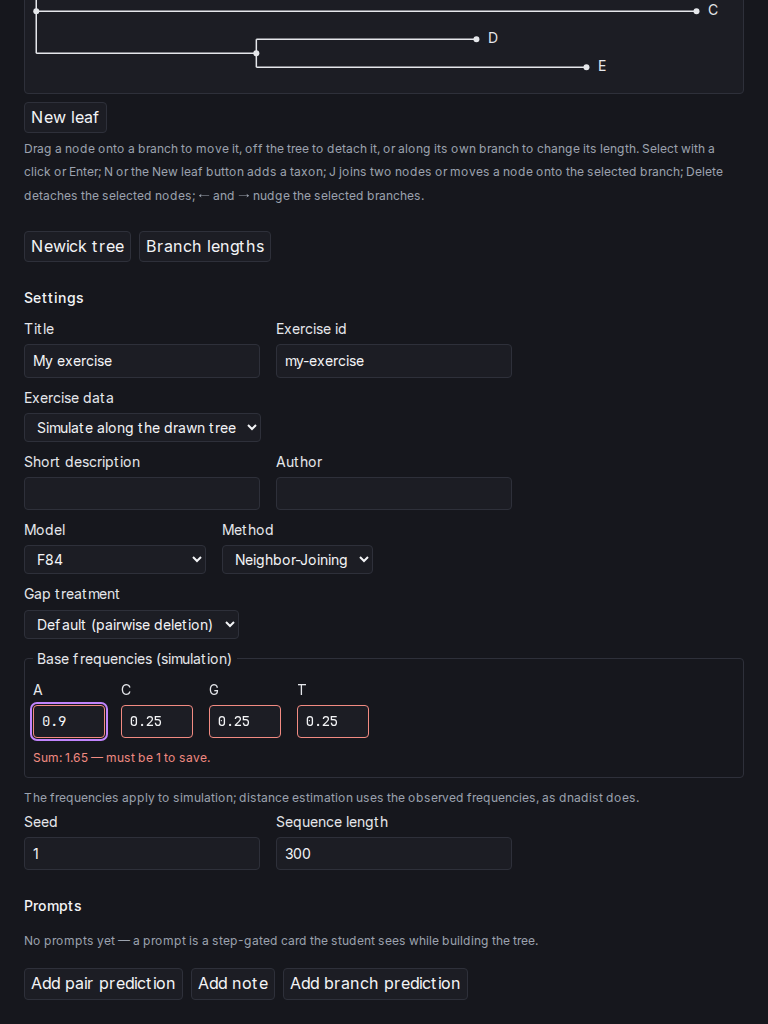 C
D
E
New leaf
Drag a node onto a branch to move it, off the tree to detach it, or along its own branch to change its length. Select with a
click or Enter; N or the New leaf button adds a taxon; J joins two nodes or moves a node onto the selected branch; Delete
detaches the selected nodes; ← and → nudge the selected branches.
Newick tree Branch lengths
Settings
Title Exercise id
My exercise my-exercise
Exercise data
Simulate along the drawn tree
Short description Author
Model Method
F84 Neighbor-Joining
Gap treatment
Default (pairwise deletion)
Base frequencies (simulation)
A C G T
0.9 0.25 0.25 0.25
Sum: 1.65 — must be 1 to save.
The frequencies apply to simulation; distance estimation uses the observed frequencies, as dnadist does.
Seed Sequence length
1 300
Prompts
No prompts yet — a prompt is a step-gated card the student sees while building the tree.
Add pair prediction Add note Add branch prediction